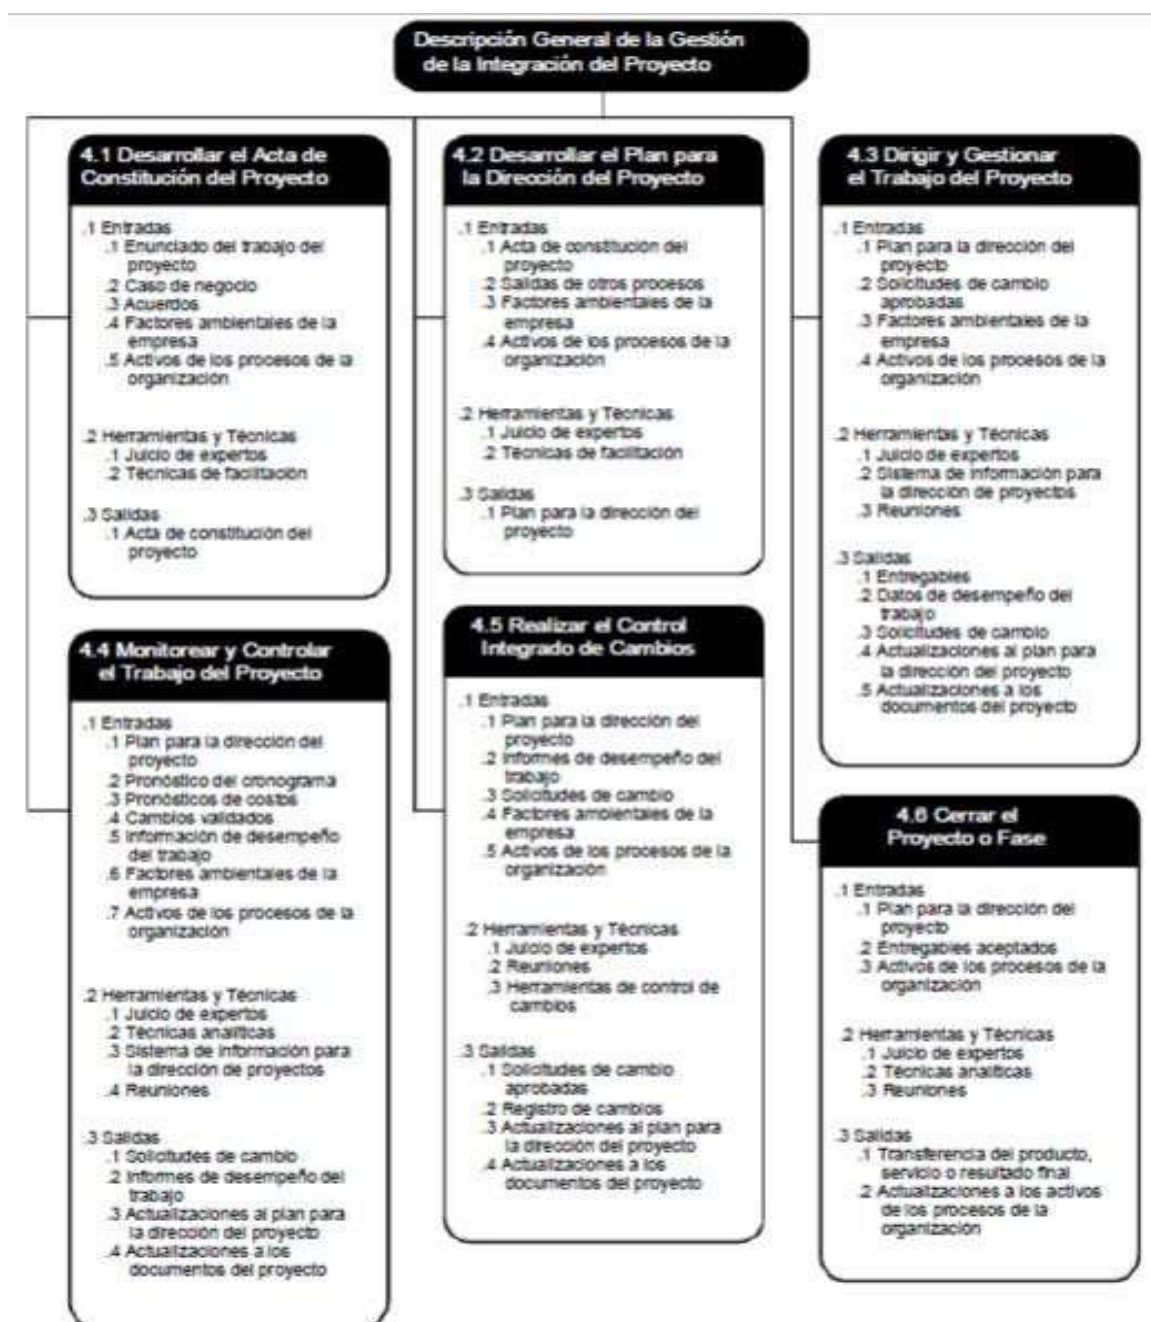 Descripción General de la Gestión
de la Integración del Proyecto
4.1 Desarrollar el Acta de
Constitución del Proyecto
.1 Entradas
.1 Enunciado del trabajo del
proyecto
.2 Caso de negocio
.3 Acuerdos
.4 Factores ambientales de la
empresa
.5 Activos de los procesos de la
organización
.2 Herramientas y Técnicas
.1 Juicio de expertos
.2 Técnicas de facilitación
.3 Salidas
.1 Acta de constitución del
proyecto
4.2 Desarrollar el Plan para
la Dirección del Proyecto
.1 Entradas
.1 Acta de constitución del
proyecto
.2 Salidas de otros procesos
.3 Factores ambientales de la
empresa
.4 Activos de los procesos de la
organización
.2 Herramientas y Técnicas
.1 Juicio de expertos
.2 Técnicas de facilitación
.3 Salidas
.1 Plan para la dirección del
proyecto
4.3 Dirigir y Gestionar
el Trabajo del Proyecto
.1 Entradas
.1 Plan para la dirección del
proyecto
.2 Solicitudes de cambio
aprobadas
.3 Factores ambientales de la
empresa
.4 Activos de los procesos de la
organización
.2 Herramientas y Técnicas
.1 Juicio de expertos
.2 Sistema de información para
la dirección de proyectos
.3 Reuniones
.3 Salidas
.1 Entregables
.2 Datos de desempeño del
trabajo
.3 Solicitudes de cambio
.4 Actualizaciones al plan para
la dirección del proyecto
.5 Actualizaciones a los
documentos del proyecto
4.4 Monitorear y Controlar
el Trabajo del Proyecto
.1 Entradas
.1 Plan para la dirección del
proyecto
.2 Pronóstico del cronograma
.3 Pronósticos de costos
.4 Cambios validados
.5 Información de desempeño
del trabajo
.6 Factores ambientales de la
empresa
.7 Activos de los procesos de la
organización
.2 Herramientas y Técnicas
.1 Juicio de expertos
.2 Técnicas analíticas
.3 Sistema de información para
la dirección de proyectos
.4 Reuniones
.3 Salidas
.1 Solicitudes de cambio
.2 Informes de desempeño del
trabajo
.3 Actualizaciones al plan para
la dirección del proyecto
.4 Actualizaciones a los
documentos del proyecto
4.5 Realizar el Control
Integrado de Cambios
.1 Entradas
.1 Plan para la dirección del
proyecto
.2 Informes de desempeño del
trabajo
.3 Solicitudes de cambio
.4 Factores ambientales de la
empresa
.5 Activos de los procesos de la
organización
.2 Herramientas y Técnicas
.1 Juicio de expertos
.2 Reuniones
.3 Herramientas de control de
cambios
.3 Salidas
.1 Solicitudes de cambio
aprobadas
.2 Registro de cambios
.3 Actualizaciones al plan para
la dirección del proyecto
.4 Actualizaciones a los
documentos del proyecto
4.6 Cerrar el
Proyecto o Fase
.1 Entradas
.1 Plan para la dirección del
proyecto
.2 Entregables aceptados
.3 Activos de los procesos de la
organización
.2 Herramientas y Técnicas
.1 Juicio de expertos
.2 Técnicas analíticas
.3 Reuniones
.3 Salidas
.1 Transferencia del producto,
servicio o resultado final
.2 Actualizaciones a los activos
de los procesos de la
organización